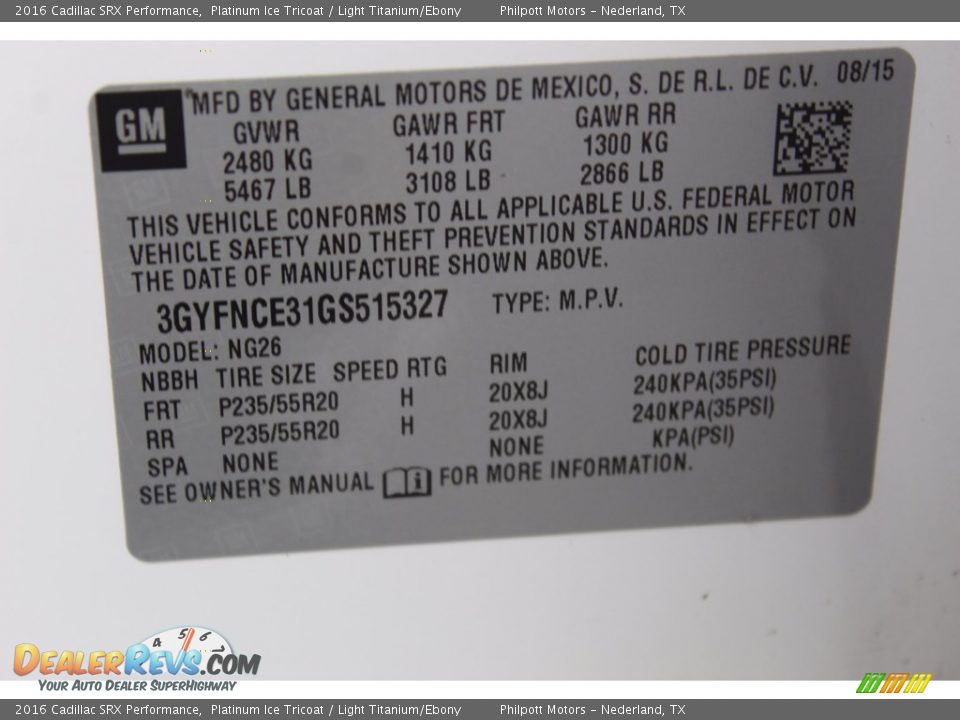 2016 Cadillac SRX Performance, Platinum Ice Tricoat / Light Titanium/Ebony Philpott Motors - Nederland, TX
GM ® MFD BY GENERAL MOTORS DE MEXICO, S. DE R.L. DE C.V. 08/15
GVWR GAWR FRT GAWR RR
2480 KG 1410 KG 1300 KG
5467 LB 3108 LB 2866 LB
THIS VEHICLE CONFORMS TO ALL APPLICABLE U.S. FEDERAL MOTOR
VEHICLE SAFETY AND THEFT PREVENTION STANDARDS IN EFFECT ON
THE DATE OF MANUFACTURE SHOWN ABOVE.
3GYFNCE31GS515327 TYPE: M.P.V.
MODEL: NG26
NBBH TIRE SIZE SPEED RTG RIM COLD TIRE PRESSURE
FRT P235/55R20 H 20X8J 240KPA(35PSI)
RR P235/55R20 H 20X8J 240KPA(35PSI)
SPA NONE NONE KPA(PSI)
SEE OWNER'S MANUAL i FOR MORE INFORMATION.
4 5 6 7
DEALERREVS.COM
YOUR AUTO DEALER SUPERHIGHWAY
2016 Cadillac SRX Performance, Platinum Ice Tricoat / Light Titanium/Ebony Philpott Motors - Nederland, TX